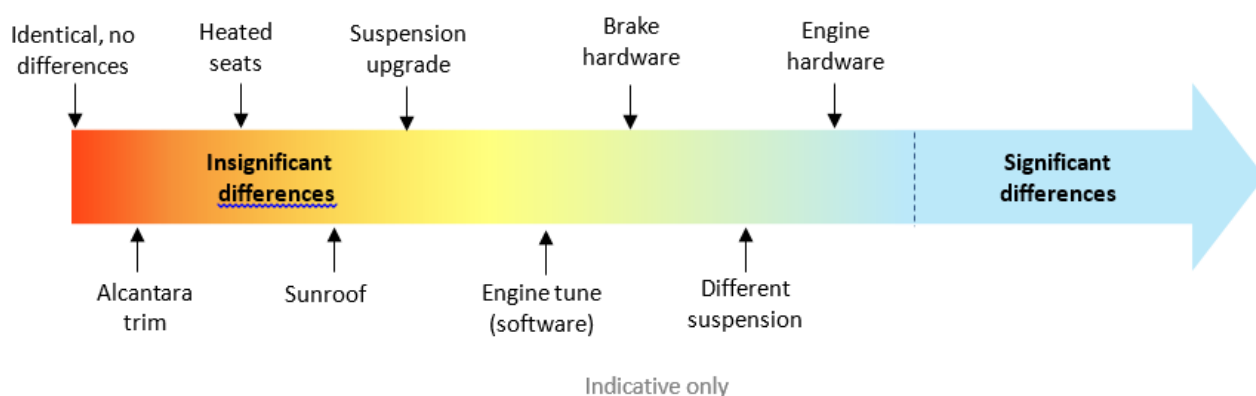 Identical, no
differences
Heated
seats
Suspension
upgrade
Brake
hardware
Engine
hardware
Insignificant
differences
Significant
differences
Alcantara
trim
Sunroof
Engine tune
(software)
Different
suspension
Indicative only